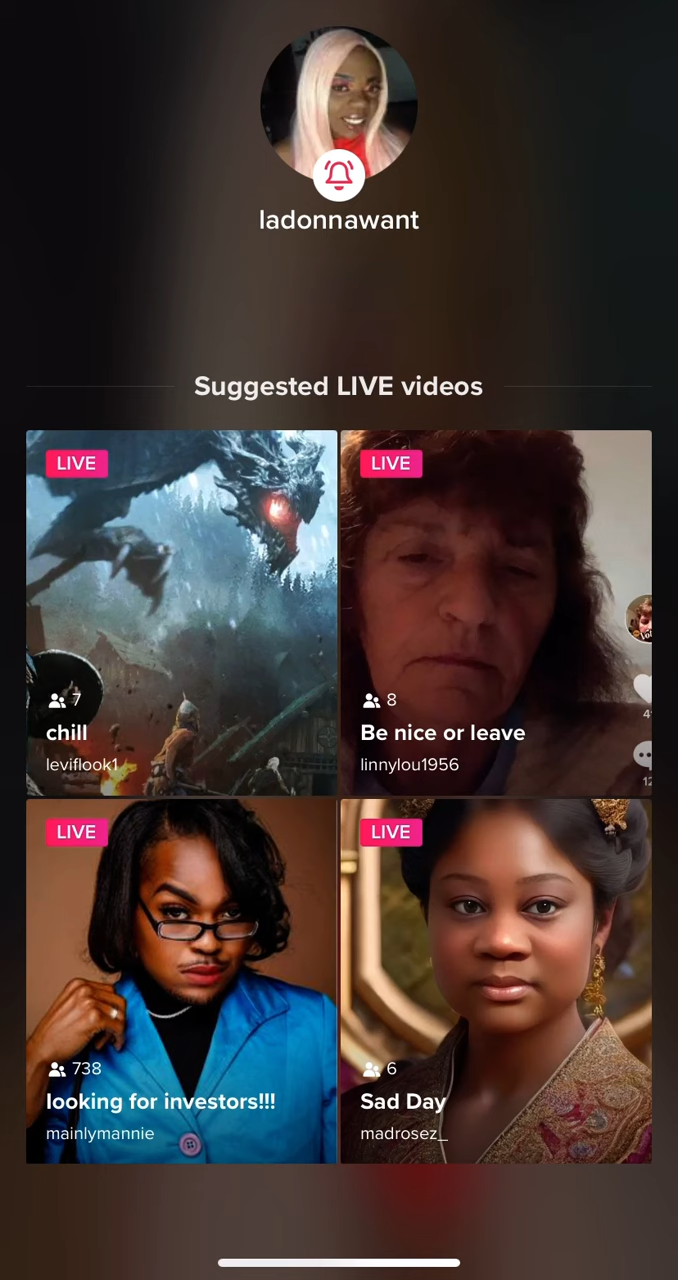 ladonnawant
Suggested LIVE videos
LIVE
7
chill
leviflook1
LIVE
8
Be nice or leave
linnylou1956
LIVE
738
looking for investors!!!
mainlymannie
LIVE
6
Sad Day
madrosez_